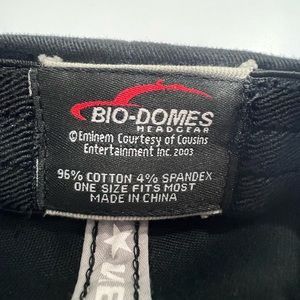 BIO-DOMES
HEADGEAR
©Eminem Courtesy of Cousins
Entertainment Inc. 2003
96% COTTON 4% SPANDEX
ONE SIZE FITS MOST
MADE IN CHINA